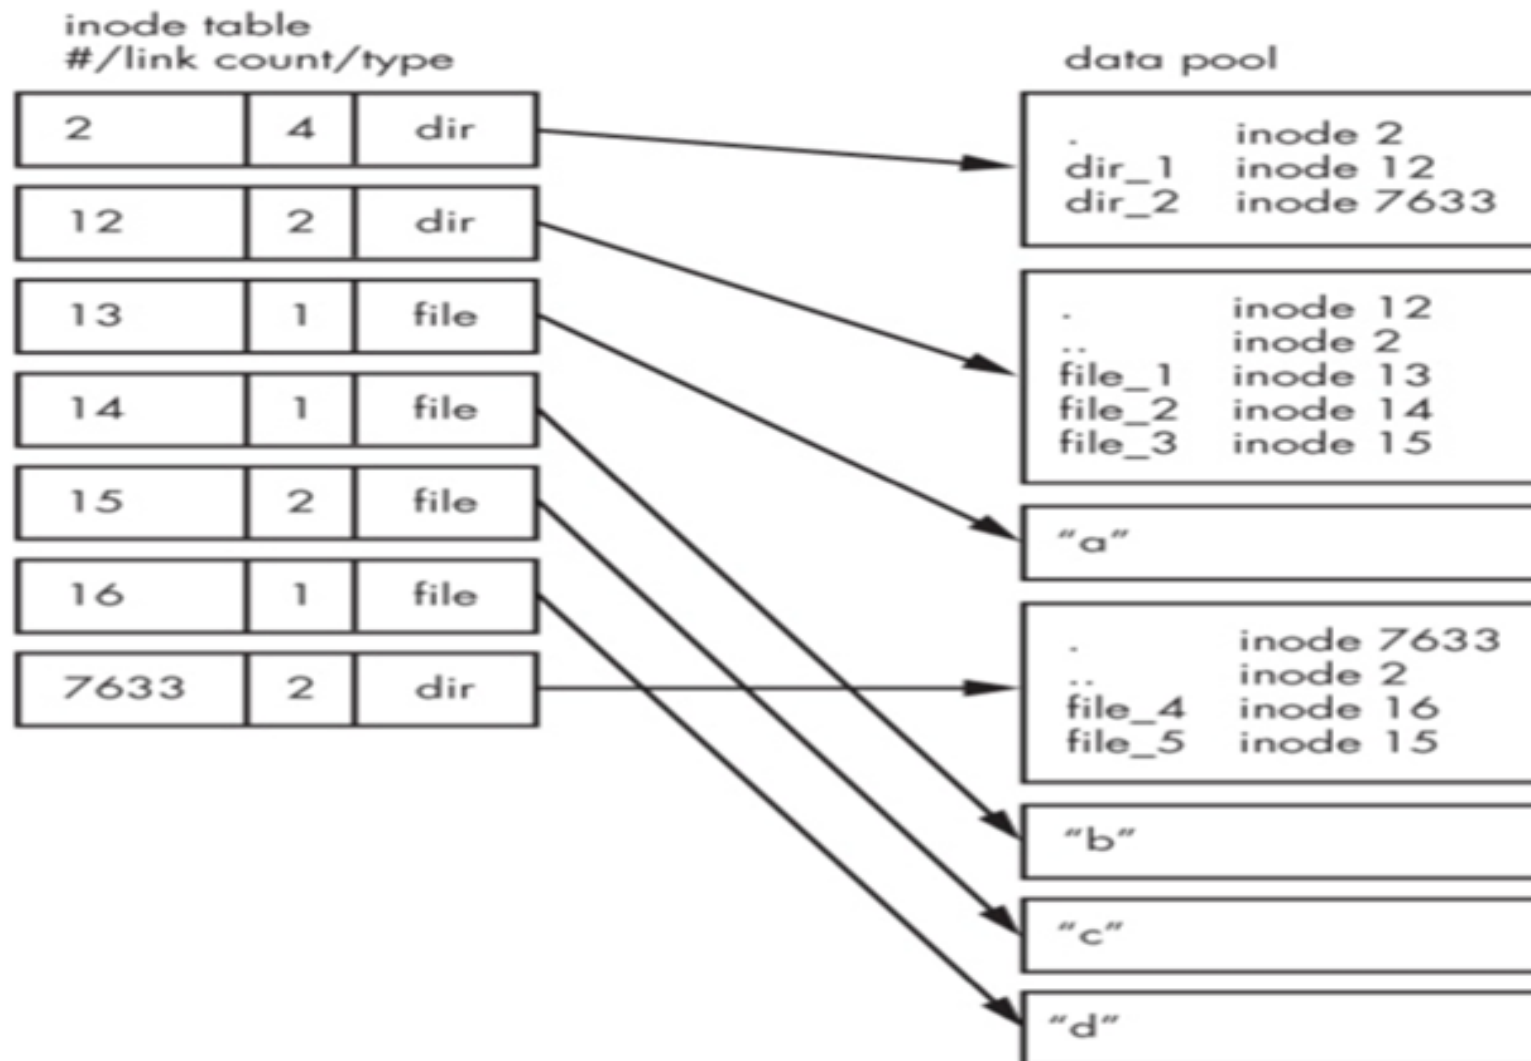 inode table
#/link count/type
2 4 dir
12 2 dir
13 1 file
14 1 file
15 2 file
16 1 file
7633 2 dir
data pool
. inode 2
dir_1 inode 12
dir_2 inode 7633
. inode 12
.. inode 2
file_1 inode 13
file_2 inode 14
file_3 inode 15
“a”
. inode 7633
.. inode 2
file_4 inode 16
file_5 inode 15
“b”
“c”
“d”